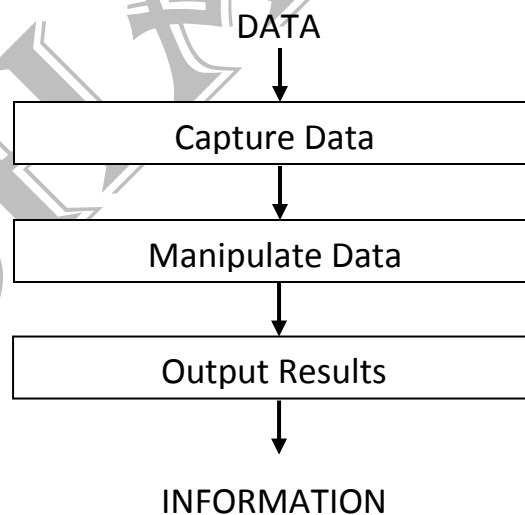 DATA
Capture Data
Manipulate Data
Output Results
INFORMATION